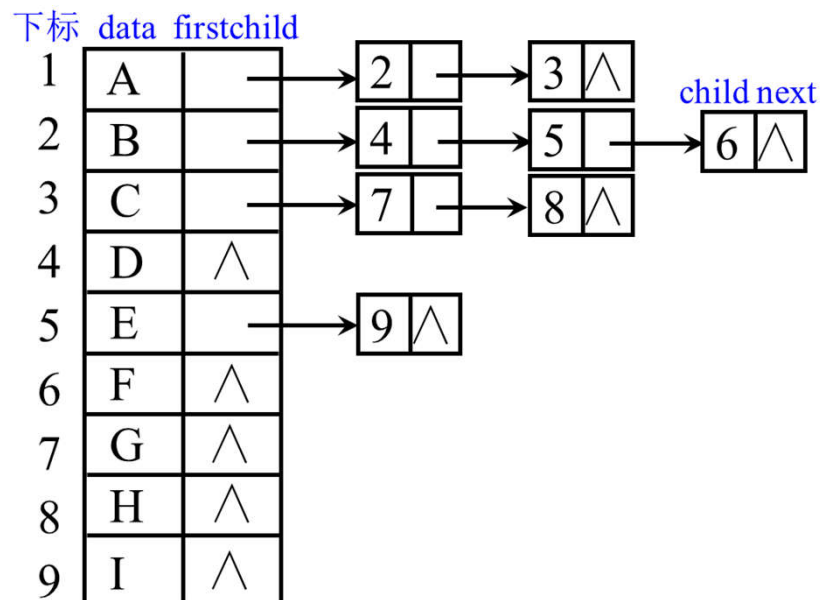 下标 data firstchild
1 A 2 3 ∧
child next
2 B 4 5 6 ∧
3 C 7 8 ∧
4 D ∧
5 E 9 ∧
6 F ∧
7 G ∧
8 H ∧
9 I ∧